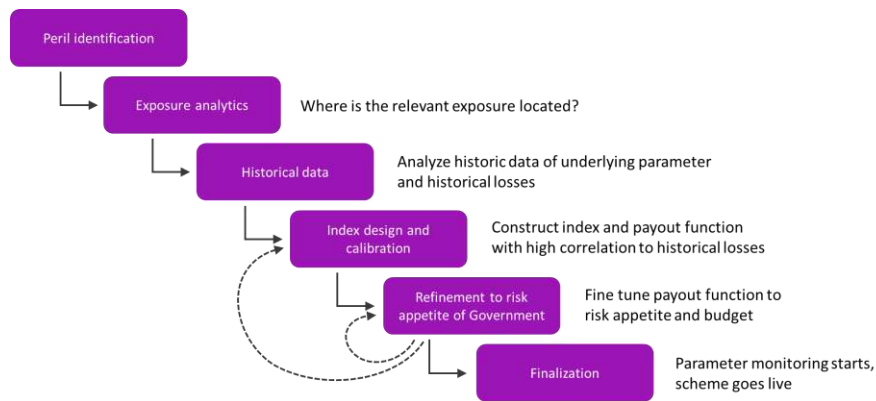 Peril identification
Exposure analytics
Where is the relevant exposure located?
Historical data
Analyze historic data of underlying parameter
and historical losses
Index design and
calibration
Construct index and payout function
with high correlation to historical losses
Refinement to risk
appetite of Government
Fine tune payout function to
risk appetite and budget
Finalization
Parameter monitoring starts,
scheme goes live